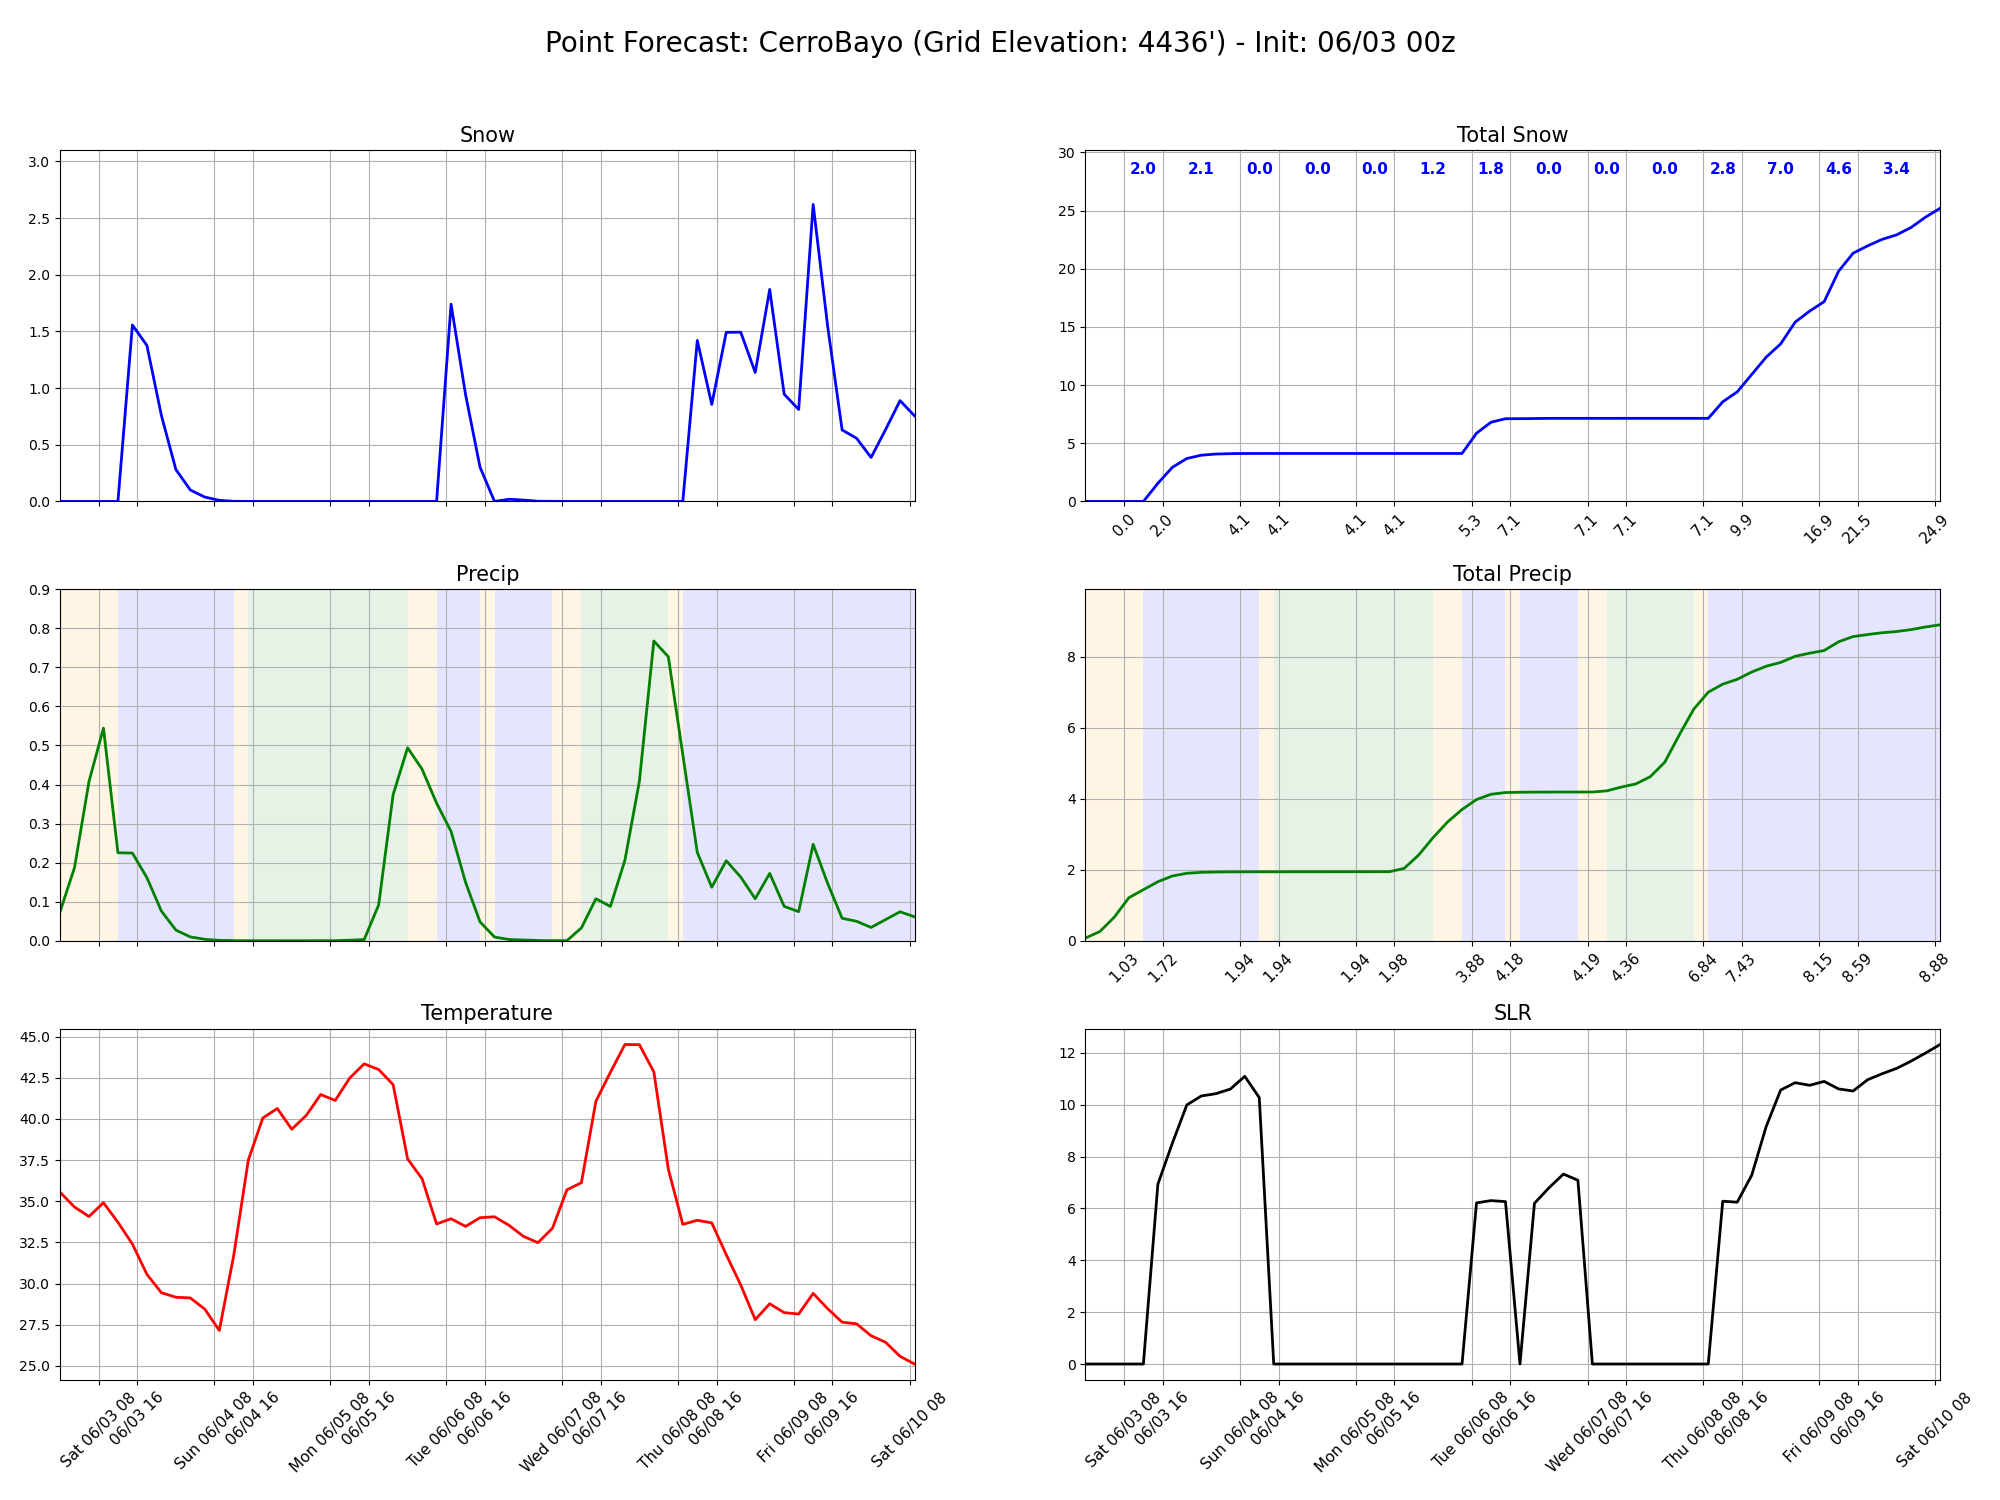 Point Forecast: CerroBayo (Grid Elevation: 4436') - Init: 06/03 00z
Snow
3.0
2.5
2.0
1.5
1.0
0.5
0.0
Total Snow
30
25
20
15
10
5
0
2.0 2.1 0.0 0.0 0.0 1.2 1.8 0.0 0.0 0.0 2.8 7.0 4.6 3.4
0.0 2.0 4.1 4.1 4.1 4.1 5.3 7.1 7.1 7.1 7.1 9.9 16.9 21.5 24.9
Precip
0.9
0.8
0.7
0.6
0.5
0.4
0.3
0.2
0.1
0.0
Total Precip
8
6
4
2
0
1.03 1.72 1.94 1.94 1.94 1.98 3.88 4.18 4.19 4.36 6.84 7.43 8.15 8.59 8.88
Temperature
45.0
42.5
40.0
37.5
35.0
32.5
30.0
27.5
25.0
Sat 06/03 08
06/03 16
Sun 06/04 08
06/04 16
Mon 06/05 08
06/05 16
Tue 06/06 08
06/06 16
Wed 06/07 08
06/07 16
Thu 06/08 08
06/08 16
Fri 06/09 08
06/09 16
Sat 06/10 08
SLR
12
10
8
6
4
2
0
Sat 06/03 08
06/03 16
Sun 06/04 08
06/04 16
Mon 06/05 08
06/05 16
Tue 06/06 08
06/06 16
Wed 06/07 08
06/07 16
Thu 06/08 08
06/08 16
Fri 06/09 08
06/09 16
Sat 06/10 08